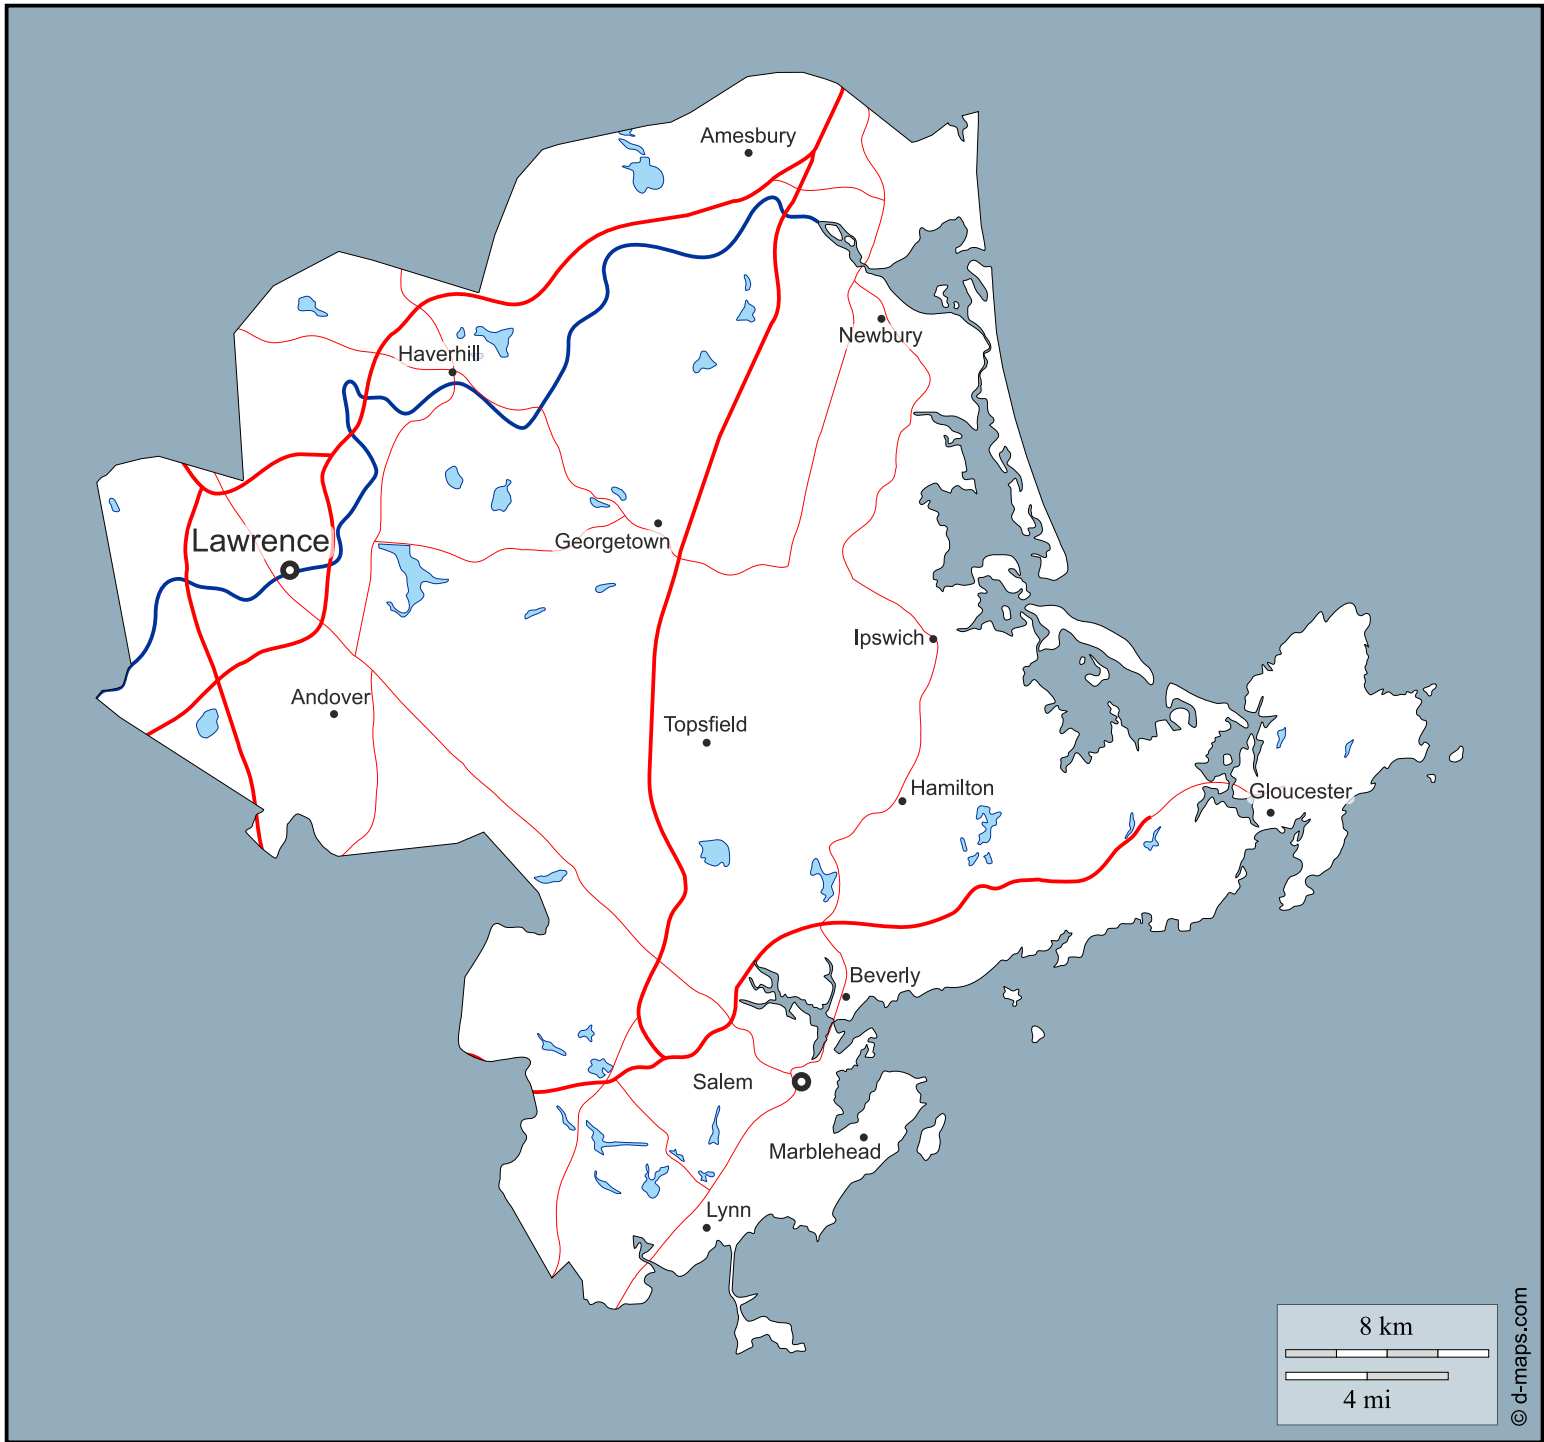 Amesbury
Newbury
Haverhill
Lawrence
Georgetown
Ipswich
Andover
Topsfield
Hamilton
Gloucester
Beverly
Salem
Marblehead
Lynn
8 km
4 mi
© d-maps.com